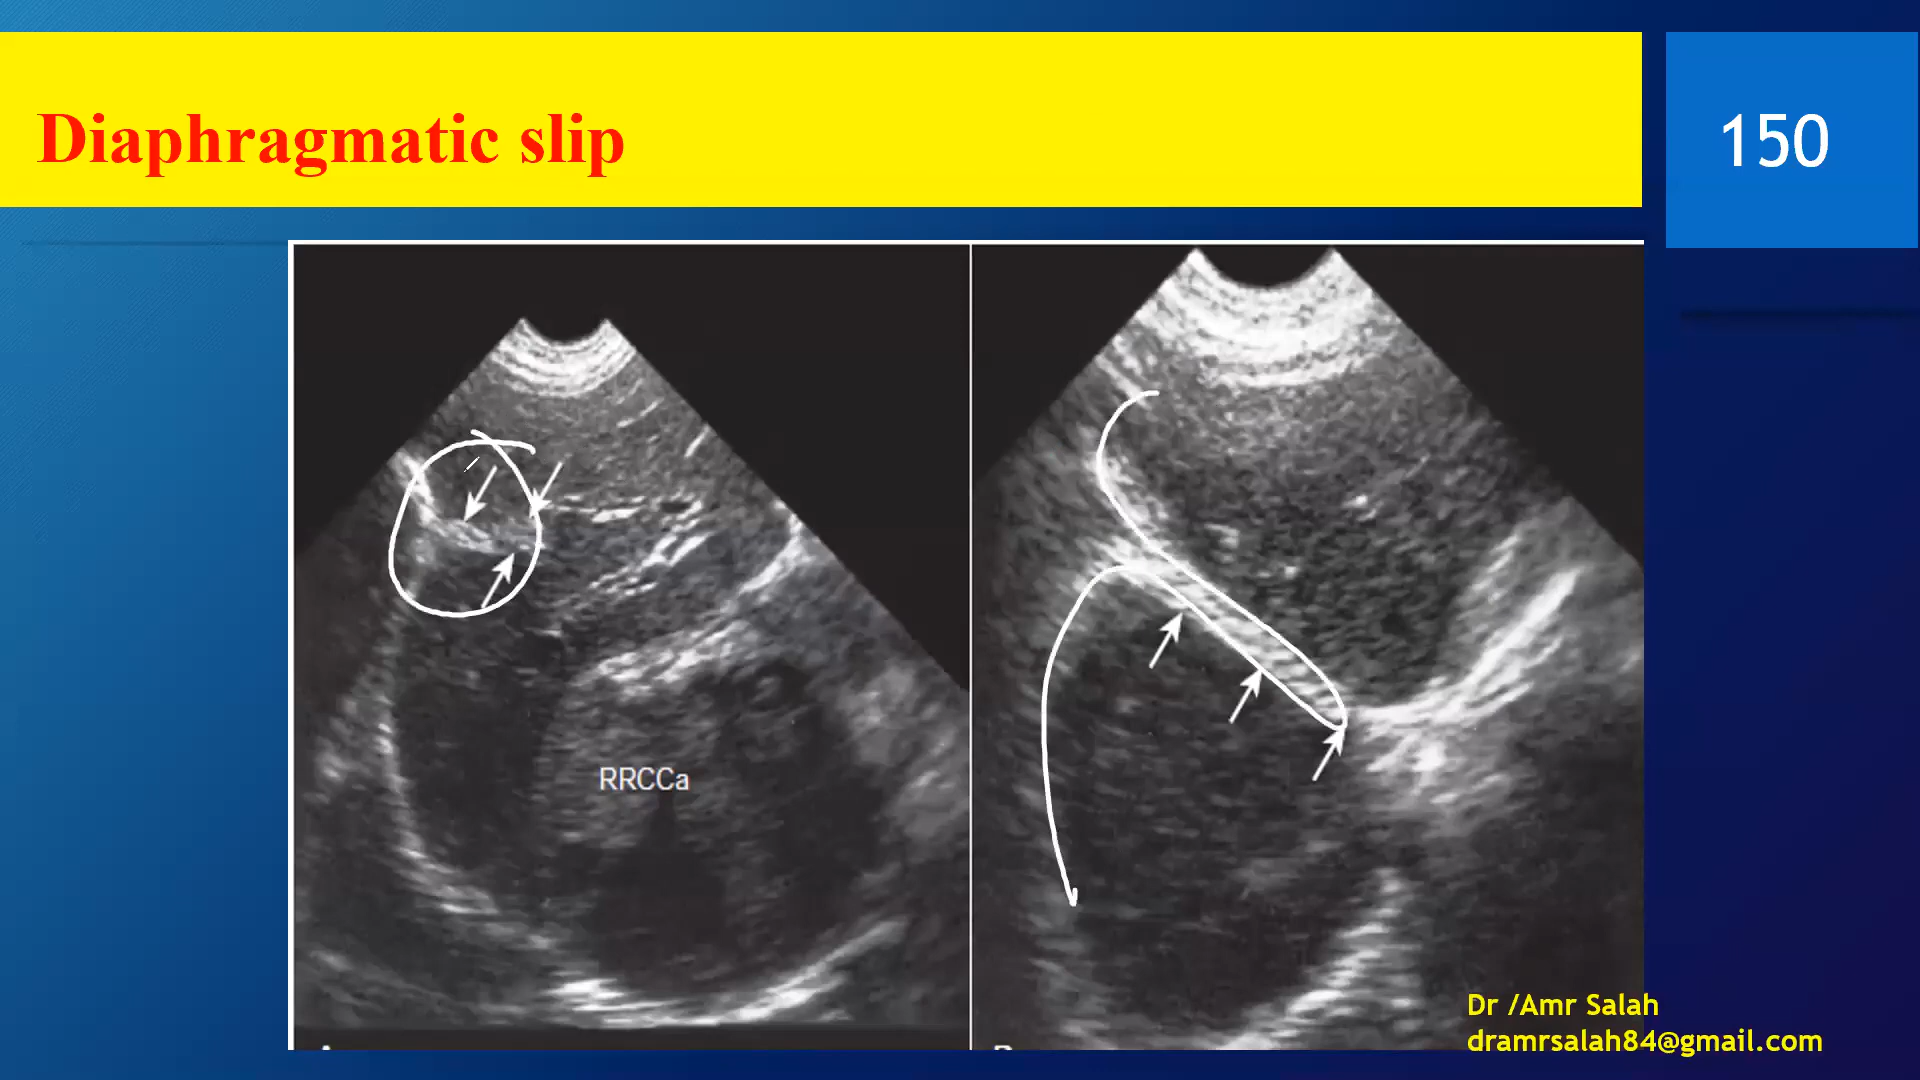 Diaphragmatic slip
150
RRCCa
Dr /Amr Salah
dramrsalah84@gmail.com